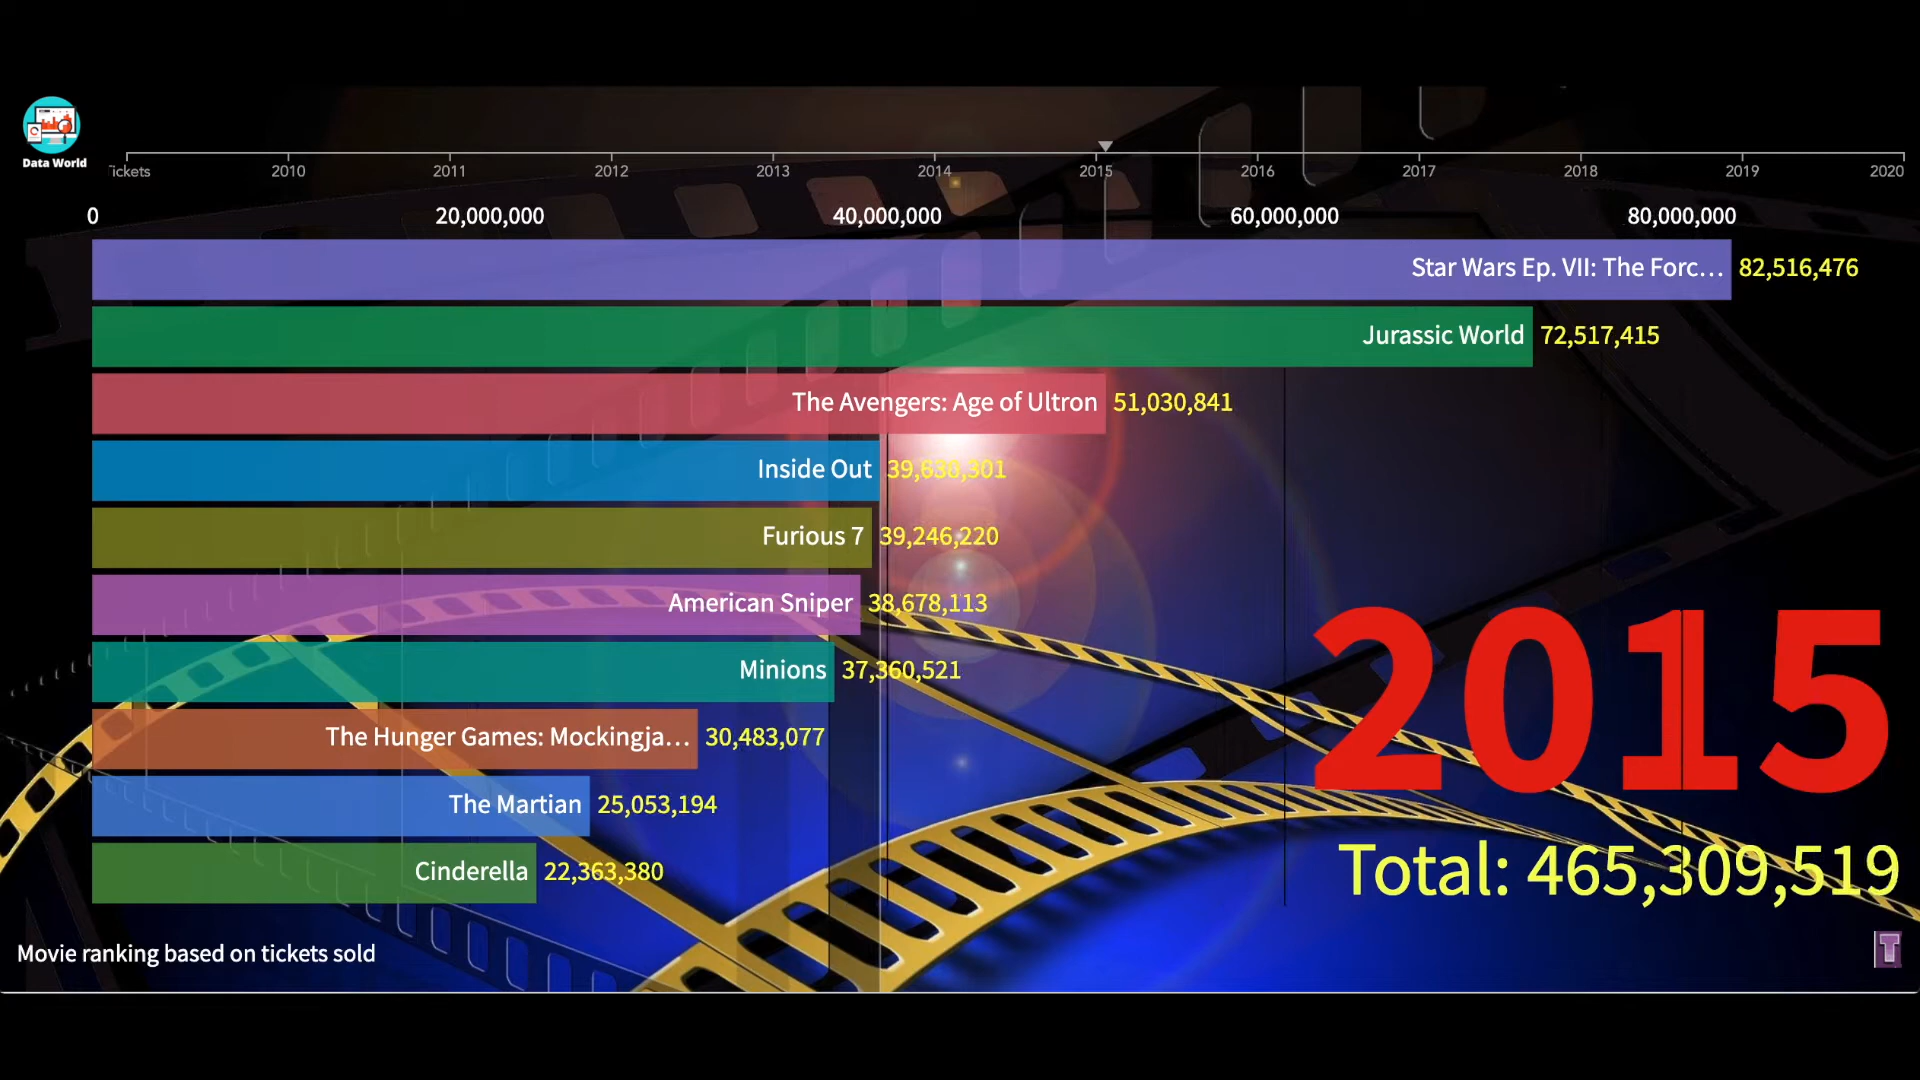 Data World
Tickets 2010 2011 2012 2013 2014 2015 2016 2017 2018 2019 2020
0 20,000,000 40,000,000 60,000,000 80,000,000
Star Wars Ep. VII: The Forc... 82,516,476
Jurassic World 72,517,415
The Avengers: Age of Ultron 51,030,841
Inside Out 39,638,301
Furious 7 39,246,220
American Sniper 38,678,113
Minions 37,360,521
The Hunger Games: Mockingja... 30,483,077
The Martian 25,053,194
Cinderella 22,363,380
2015
Total: 465,309,519
Movie ranking based on tickets sold
T